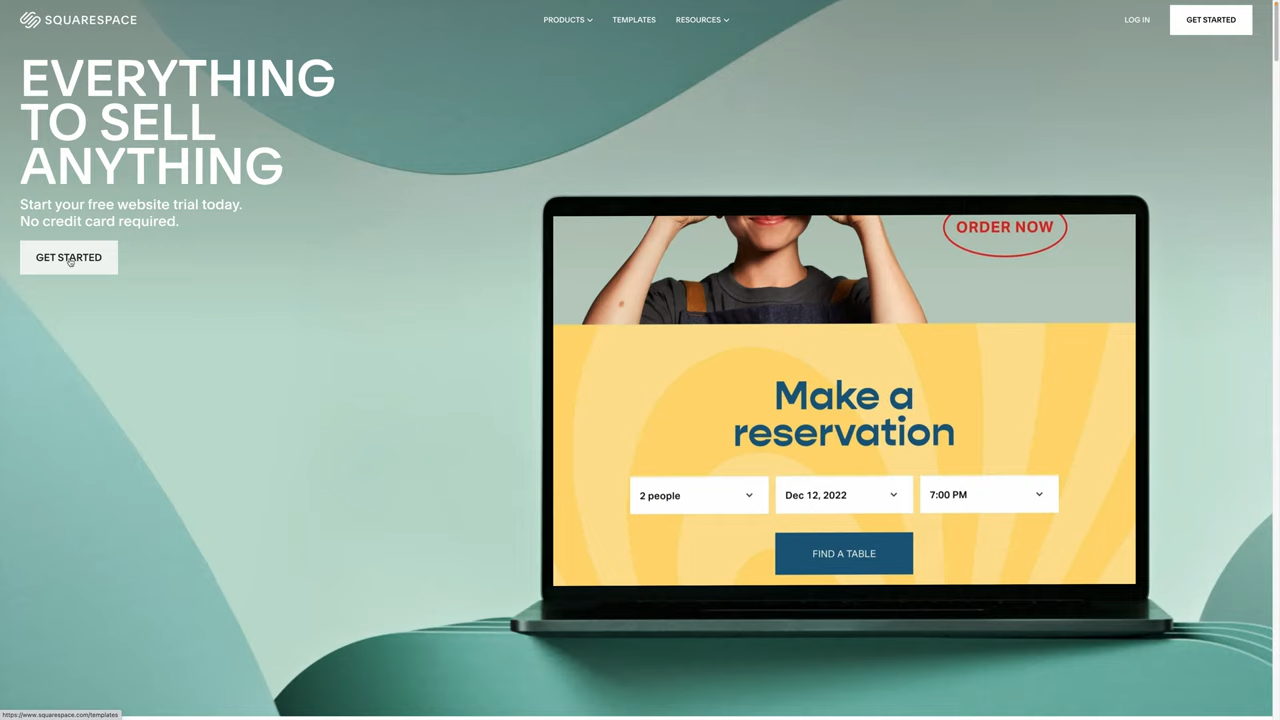 SQUARESPACE
PRODUCTS
TEMPLATES
RESOURCES
LOG IN
GET STARTED
EVERYTHING
TO SELL
ANYTHING
Start your free website trial today.
No credit card required.
GET STARTED
ORDER NOW
Make a
reservation
2 people
Dec 12, 2022
7:00 PM
FIND A TABLE
https://www.squarespace.com/templates